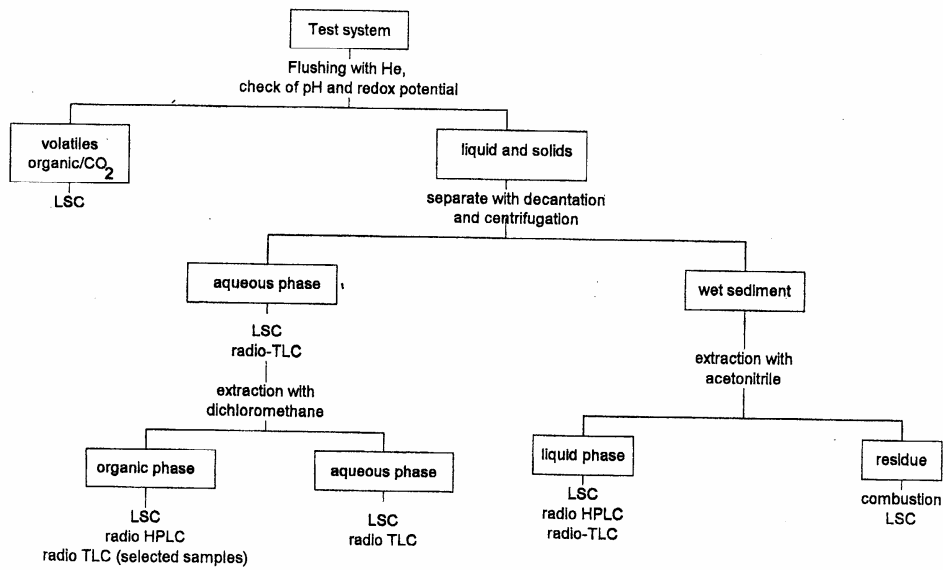 Test system
Flushing with He,
check of pH and redox potential
volatiles
organic/CO2
LSC
liquid and solids
separate with decantation
and centrifugation
aqueous phase
LSC
radio-TLC
extraction with
dichloromethane
organic phase
LSC
radio HPLC
radio TLC (selected samples)
aqueous phase
LSC
radio TLC
wet sediment
extraction with
acetonitrile
liquid phase
LSC
radio HPLC
radio-TLC
residue
combustion
LSC